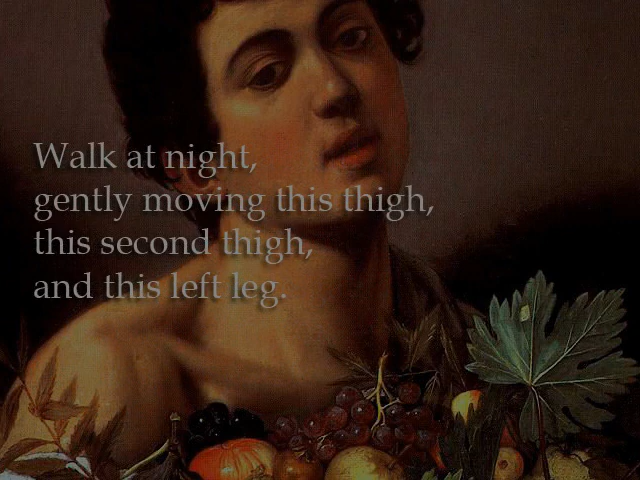 Walk at night,
gently moving this thigh,
this second thigh,
and this left leg.